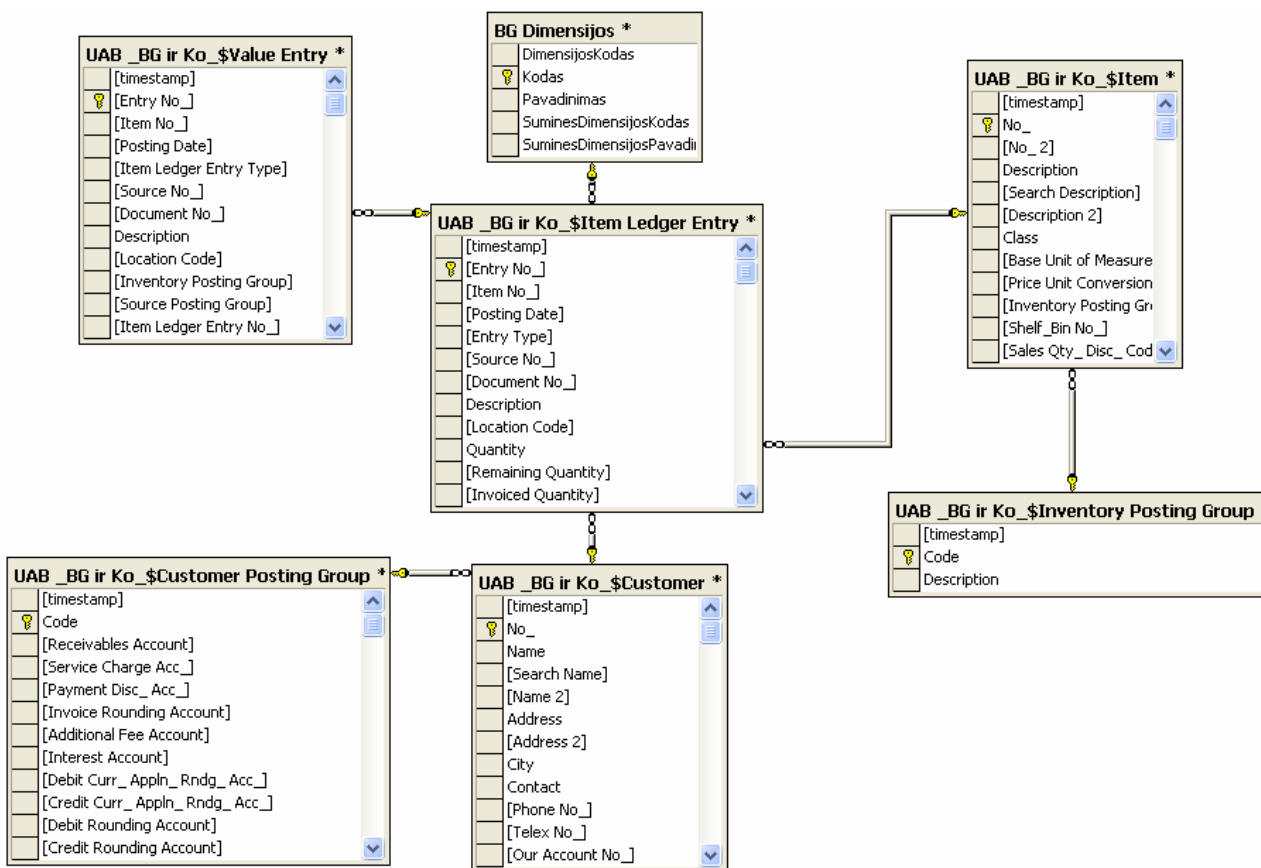 UAB _BG ir Ko_$Value Entry *
[timestamp]
[Entry No_]
[Item No_]
[Posting Date]
[Item Ledger Entry Type]
[Source No_]
[Document No_]
Description
[Location Code]
[Inventory Posting Group]
[Source Posting Group]
[Item Ledger Entry No_]
BG Dimensijos *
DimensijosKodas
Kodas
Pavadinimas
SuminesDimensijosKodas
SuminesDimensijosPavadi
UAB _BG ir Ko_$Item *
[timestamp]
No_
[No_ 2]
Description
[Search Description]
[Description 2]
Class
[Base Unit of Measure
[Price Unit Conversion
[Inventory Posting Gr
[Shelf_Bin No_]
[Sales Qty_ Disc_ Cod
UAB _BG ir Ko_$Item Ledger Entry *
[timestamp]
[Entry No_]
[Item No_]
[Posting Date]
[Entry Type]
[Source No_]
[Document No_]
Description
[Location Code]
Quantity
[Remaining Quantity]
[Invoiced Quantity]
UAB _BG ir Ko_$Inventory Posting Group
[timestamp]
Code
Description
UAB _BG ir Ko_$Customer Posting Group *
[timestamp]
Code
[Receivables Account]
[Service Charge Acc_]
[Payment Disc_ Acc_]
[Invoice Rounding Account]
[Additional Fee Account]
[Interest Account]
[Debit Curr_ Appln_ Rndg_ Acc_]
[Credit Curr_ Appln_ Rndg_ Acc_]
[Debit Rounding Account]
[Credit Rounding Account]
UAB _BG ir Ko_$Customer *
[timestamp]
No_
Name
[Search Name]
[Name 2]
Address
[Address 2]
City
Contact
[Phone No_]
[Telex No_]
[Our Account No_]